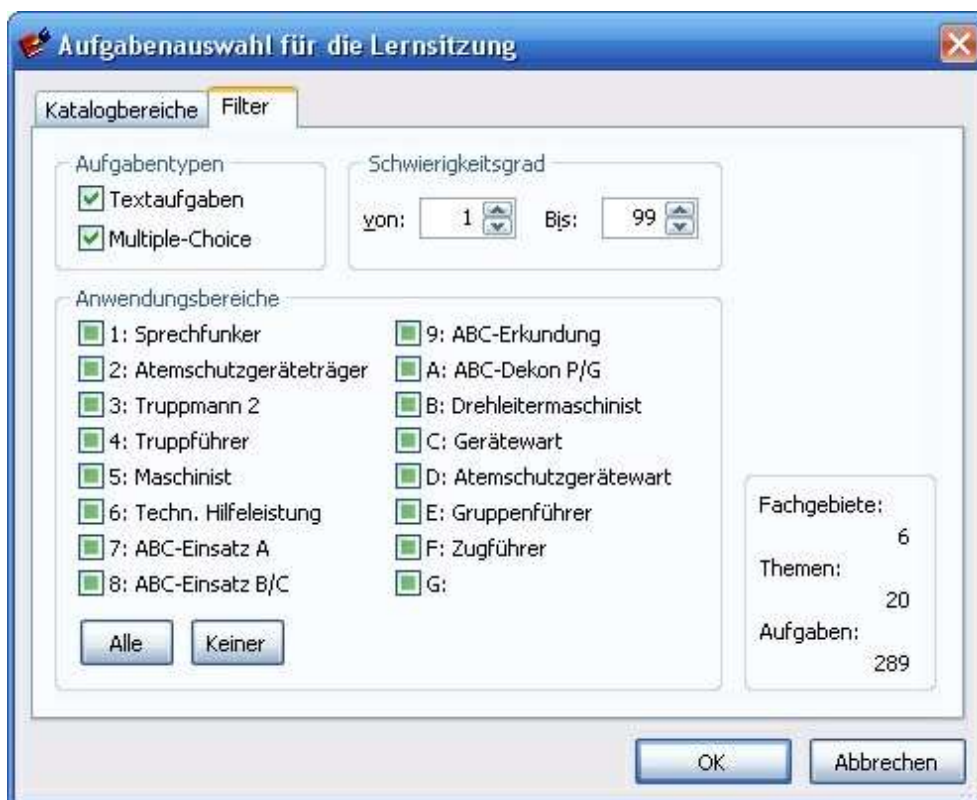 Aufgabenauswahl für die Lernsitzung
Katalogbereiche Filter
Aufgabentypen
Textaufgaben
Multiple-Choice
Schwierigkeitsgrad
von: 1 Bis: 99
Anwendungsbereiche
1: Sprechfunker
2: Atemschutzgeräteträger
3: Truppmann 2
4: Truppführer
5: Maschinist
6: Techn. Hilfeleistung
7: ABC-Einsatz A
8: ABC-Einsatz B/C
9: ABC-Erkundung
A: ABC-Dekon P/G
B: Drehleitermaschinist
C: Gerätewart
D: Atemschutzgerätewart
E: Gruppenführer
F: Zugführer
G:
Alle Keiner
Fachgebiete:
6
Themen:
20
Aufgaben:
289
OK Abbrechen